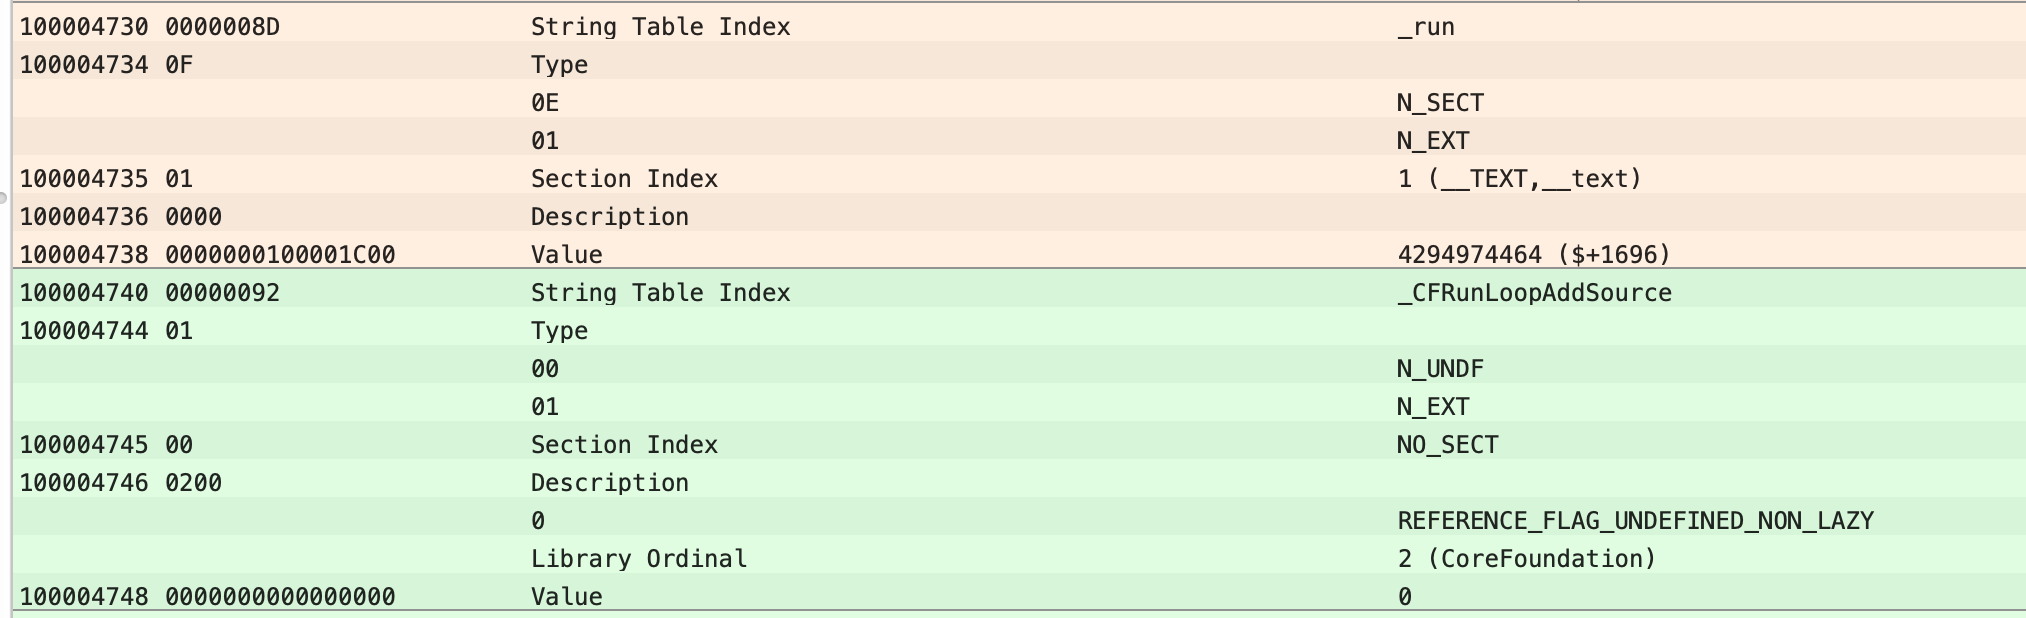 100004730 0000008D String Table Index _run
100004734 0F Type
0E N_SECT
01 N_EXT
100004735 01 Section Index 1 (__TEXT,__text)
100004736 0000 Description
100004738 0000000100001C00 Value 4294974464 ($+1696)
100004740 00000092 String Table Index _CFRunLoopAddSource
100004744 01 Type
00 N_UNDF
01 N_EXT
100004745 00 Section Index NO_SECT
100004746 0200 Description
0 REFERENCE_FLAG_UNDEFINED_NON_LAZY
Library Ordinal 2 (CoreFoundation)
100004748 0000000000000000 Value 0